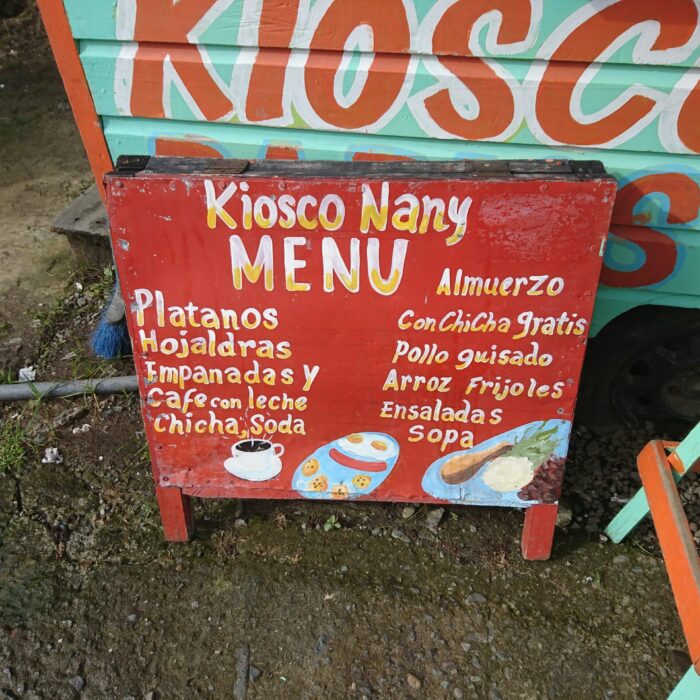 KIOSCO
Kiosco Nany
MENU
Platanos
Hojaldras
Empanadas y
Cafe con leche
Chicha, Soda
Almuerzo
Con ChiCha gratis
Pollo guisado
Arroz Frijoles
Ensaladas
Sopa